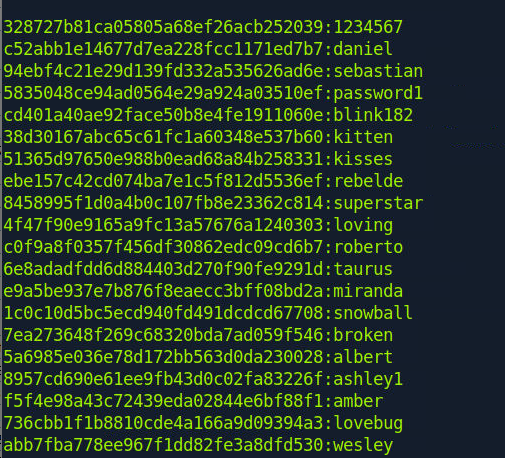 328727b81ca05805a68ef26acb252039:1234567
c52abb1e14677d7ea228fcc1171ed7b7:daniel
94ebf4c21e29d139fd332a535626ad6e:sebastian
5835048ce94ad0564e29a924a03510ef:password1
cd401a40ae92face50b8e4fe1911060e:blink182
38d30167abc65c61fc1a60348e537b60:kitten
51365d97650e988b0ead68a84b258331:kisses
ebe157c42cd074ba7e1c5f812d5536ef:rebelde
8458995f1d0a4b0c107fb8e23362c814:superstar
4f47f90e9165a9fc13a57676a1240303:loving
c0f9a8f0357f456df30862edc09cd6b7:roberto
6e8adadfdd6d884403d270f90fe9291d:taurus
e9a5be937e7b876f8eaecc3bff08bd2a:miranda
1c0c10d5bc5ecd940fd491dcdcd67708:snowball
7ea273648f269c68320bda7ad059f546:broken
5a6985e036e78d172bb563d0da230028:albert
8957cd690e61ee9fb43d0c02fa83226f:ashley1
f5f4e98a43c72439eda02844e6bf88f1:amber
736cbb1f1b8810cde4a166a9d09394a3:lovebug
abb7fba778ee967f1dd82fe3a8dfd530:wesley